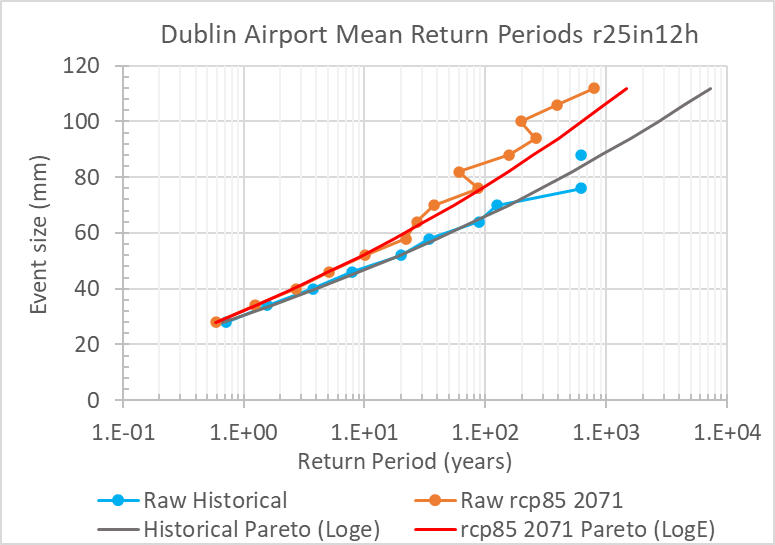 Dublin Airport Mean Return Periods r25in12h
120
100
80
60
40
20
0
Event size (mm)
1.E-01 1.E+00 1.E+01 1.E+02 1.E+03 1.E+04
Return Period (years)
Raw Historical Raw rcp85 2071
Historical Pareto (Loge) rcp85 2071 Pareto (LogE)